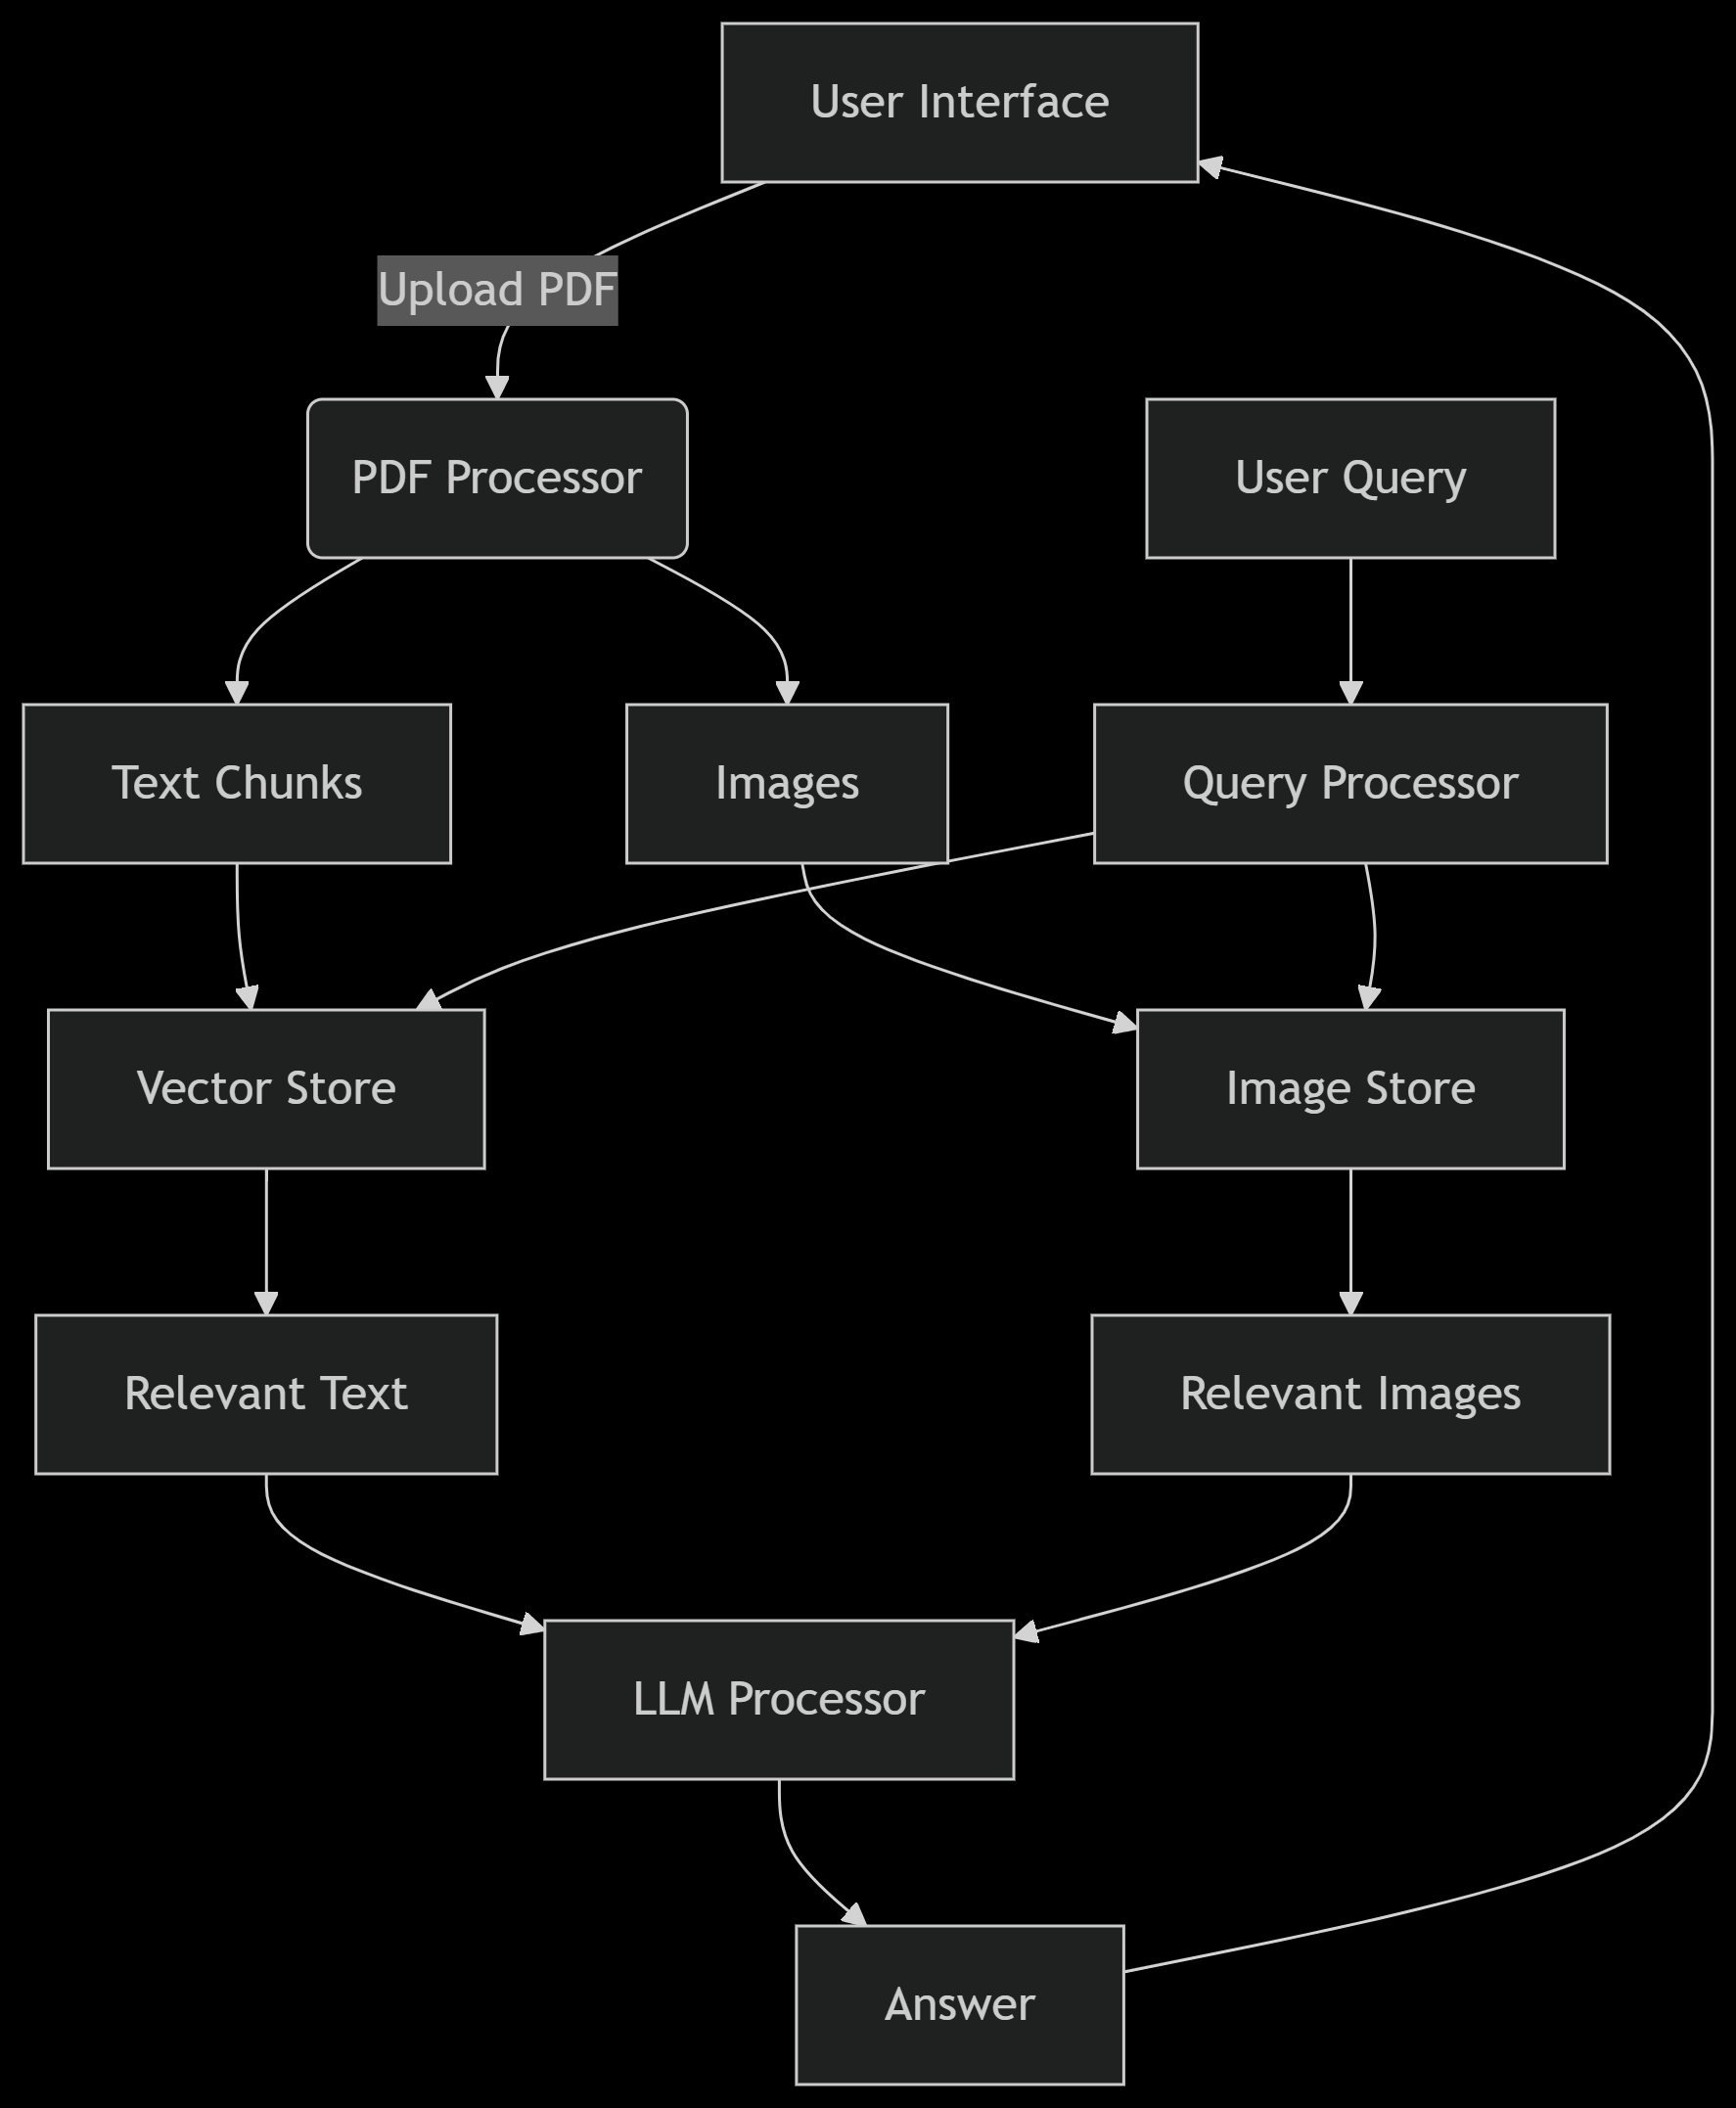 User Interface
Upload PDF
PDF Processor
User Query
Text Chunks
Images
Query Processor
Vector Store
Image Store
Relevant Text
Relevant Images
LLM Processor
Answer